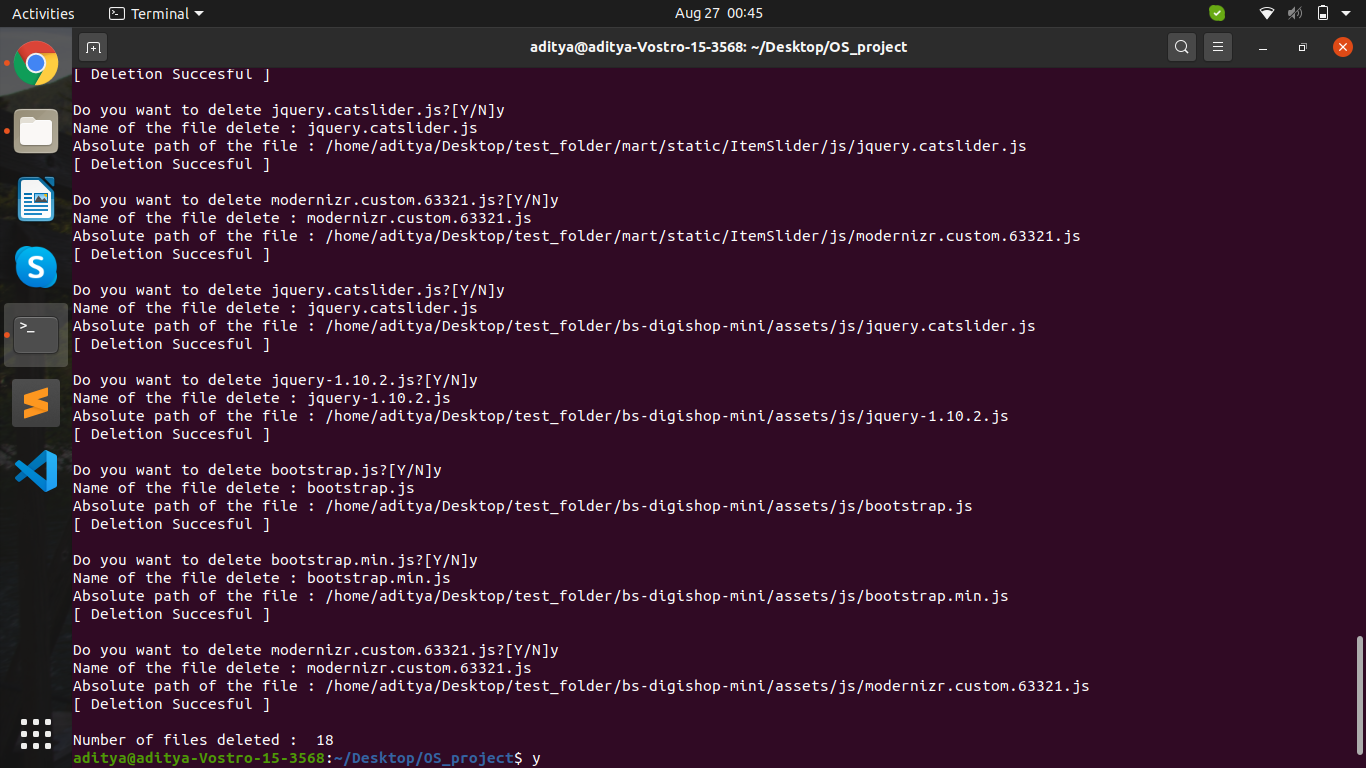 Activities
Terminal
Aug 27 00:45
aditya@aditya-Vostro-15-3568: ~/Desktop/OS_project
[ Deletion Succesful ]
Do you want to delete jquery.catslider.js?[Y/N]y
Name of the file delete : jquery.catslider.js
Absolute path of the file : /home/aditya/Desktop/test_folder/mart/static/ItemSlider/js/jquery.catslider.js
[ Deletion Succesful ]
Do you want to delete modernizr.custom.63321.js?[Y/N]y
Name of the file delete : modernizr.custom.63321.js
Absolute path of the file : /home/aditya/Desktop/test_folder/mart/static/ItemSlider/js/modernizr.custom.63321.js
[ Deletion Succesful ]
Do you want to delete jquery.catslider.js?[Y/N]y
Name of the file delete : jquery.catslider.js
Absolute path of the file : /home/aditya/Desktop/test_folder/bs-digishop-mini/assets/js/jquery.catslider.js
[ Deletion Succesful ]
Do you want to delete jquery-1.10.2.js?[Y/N]y
Name of the file delete : jquery-1.10.2.js
Absolute path of the file : /home/aditya/Desktop/test_folder/bs-digishop-mini/assets/js/jquery-1.10.2.js
[ Deletion Succesful ]
Do you want to delete bootstrap.js?[Y/N]y
Name of the file delete : bootstrap.js
Absolute path of the file : /home/aditya/Desktop/test_folder/bs-digishop-mini/assets/js/bootstrap.js
[ Deletion Succesful ]
Do you want to delete bootstrap.min.js?[Y/N]y
Name of the file delete : bootstrap.min.js
Absolute path of the file : /home/aditya/Desktop/test_folder/bs-digishop-mini/assets/js/bootstrap.min.js
[ Deletion Succesful ]
Do you want to delete modernizr.custom.63321.js?[Y/N]y
Name of the file delete : modernizr.custom.63321.js
Absolute path of the file : /home/aditya/Desktop/test_folder/bs-digishop-mini/assets/js/modernizr.custom.63321.js
[ Deletion Succesful ]
Number of files deleted :  18
aditya@aditya-Vostro-15-3568:~/Desktop/OS_project$ y